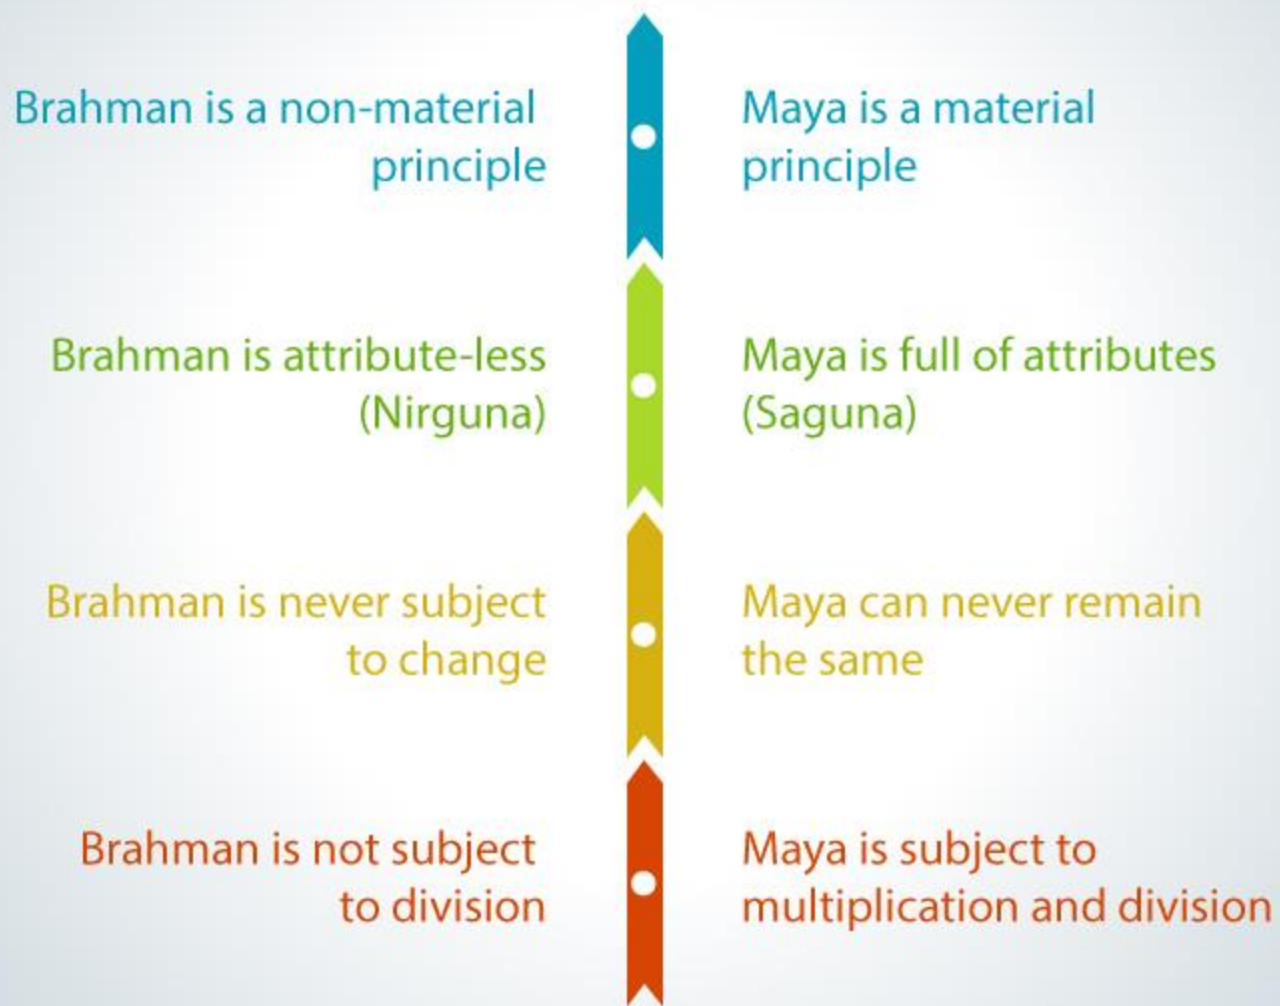 Brahman is a non-material
principle
Maya is a material
principle
Brahman is attribute-less
(Nirguna)
Maya is full of attributes
(Saguna)
Brahman is never subject
to change
Maya can never remain
the same
Brahman is not subject
to division
Maya is subject to
multiplication and division